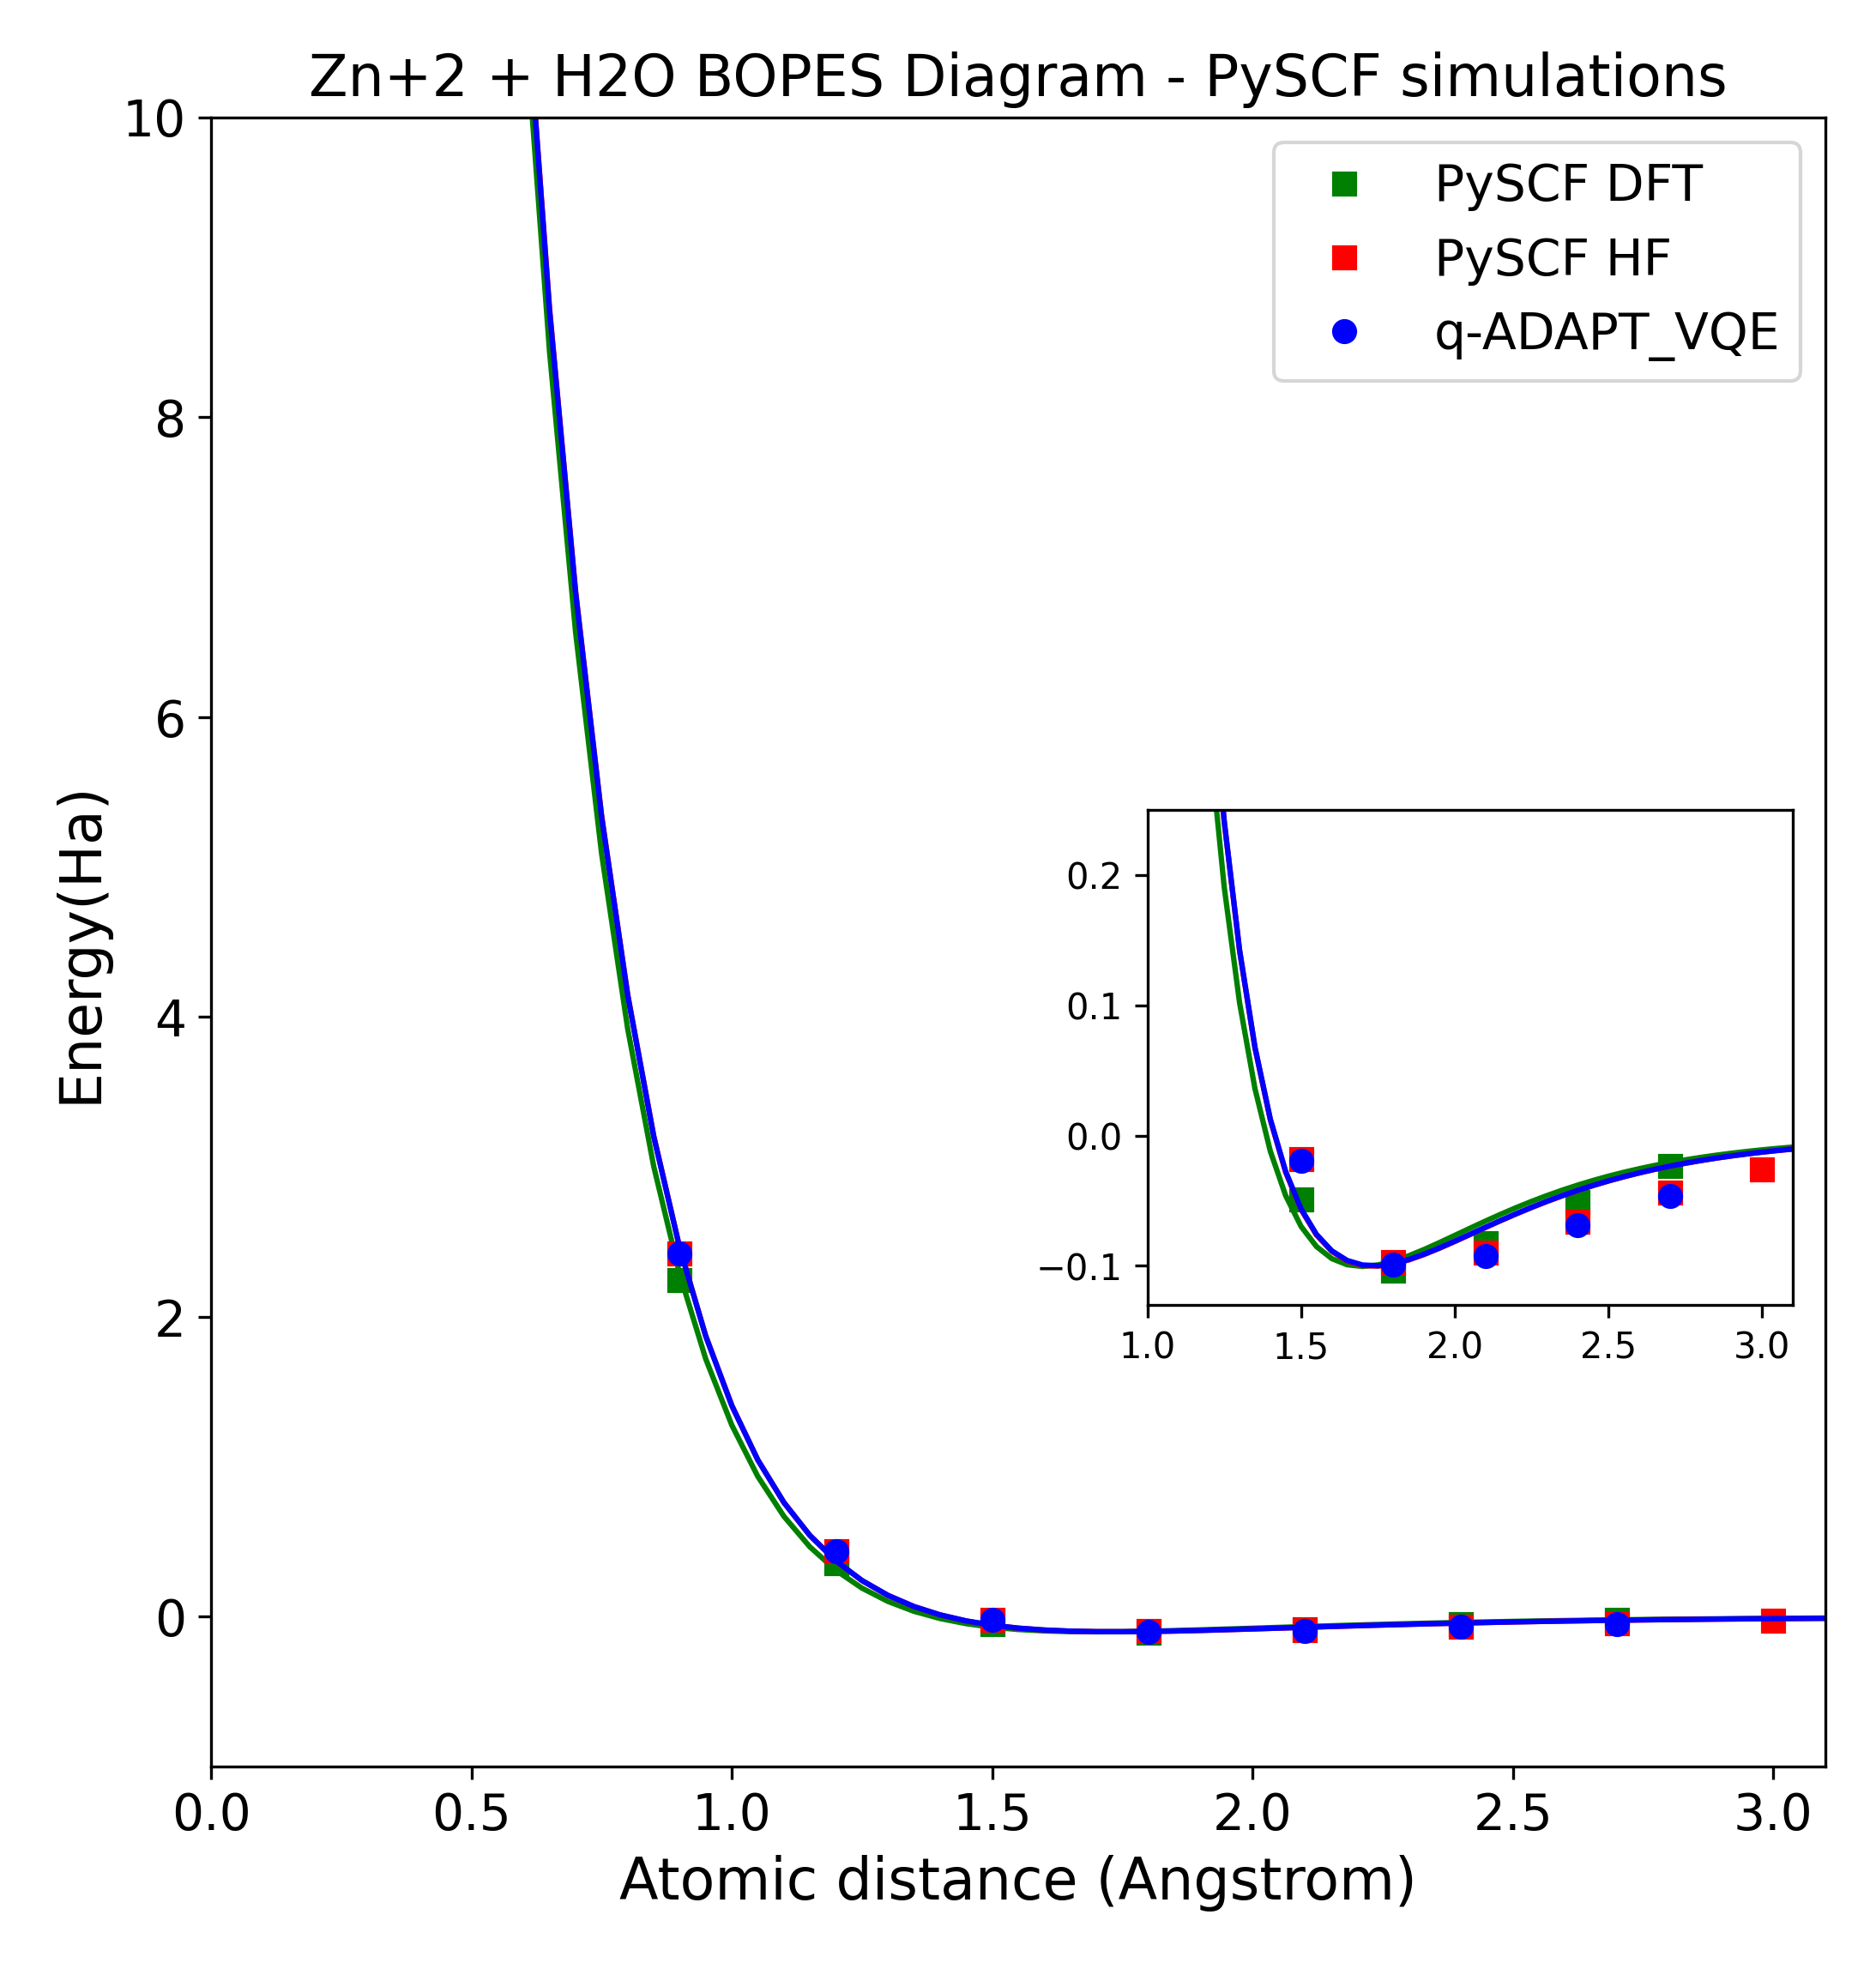 Zn+2 + H2O BOPES Diagram - PySCF simulations
10
8
6
4
2
0
Energy(Ha)
PySCF DFT
PySCF HF
q-ADAPT_VQE
0.2
0.1
0.0
−0.1
1.0 1.5 2.0 2.5 3.0
0.0 0.5 1.0 1.5 2.0 2.5 3.0
Atomic distance (Angstrom)